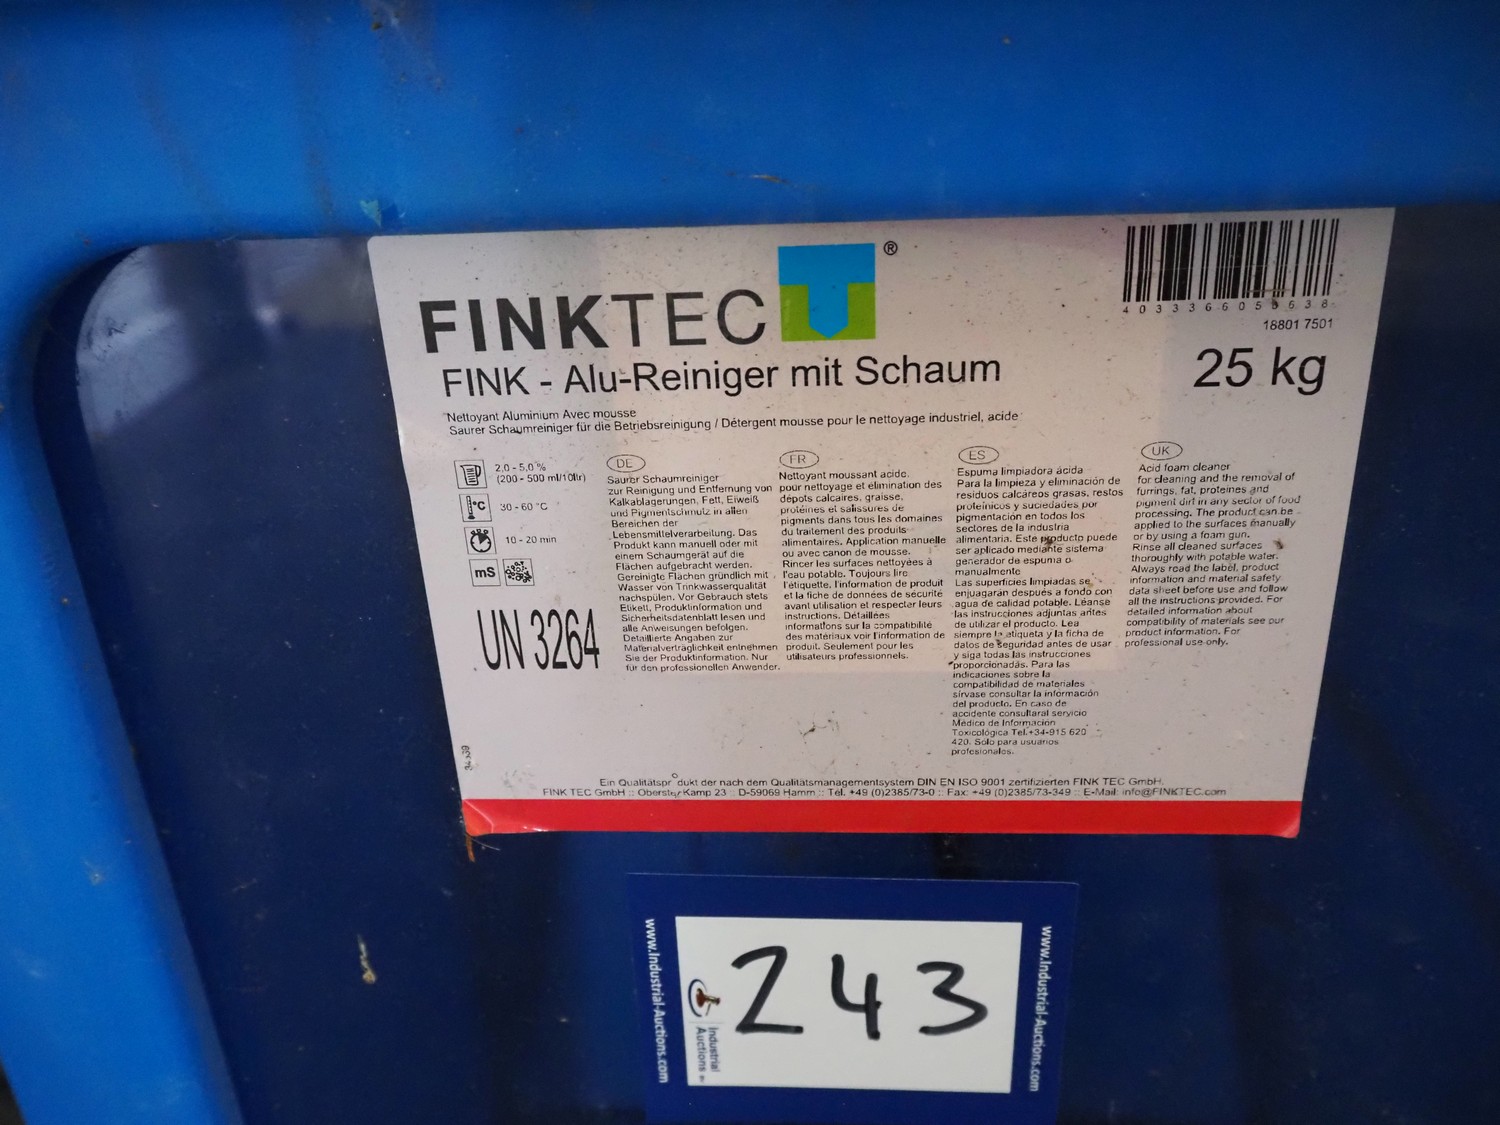 FINKTEC ®
4033366055638
18801 7501
FINK - Alu-Reiniger mit Schaum
25 kg
Nettoyant Aluminium Avec mousse
Saurer Schaumreiniger für die Betriebsreinigung / Détergent mousse pour le nettoyage industriel, acide
2,0 - 5,0 %
(200 - 500 ml/10ltr)
30 - 60 °C
°C
10 - 20 min
mS
UN 3264
DE
Saurer Schaumreiniger
zur Reinigung und Entfernung von
Kalkablagerungen, Fett, Eiweiß
und Pigmentschmutz in allen
Bereichen der
Lebensmittelverarbeitung. Das
Produkt kann manuell oder mit
einem Schaumgerät auf die
Flächen aufgebracht werden.
Gereinigte Flächen gründlich mit
Wasser von Trinkwasserqualität
nachspülen. Vor Gebrauch stets
Etikett, Produktinformation und
Sicherheitsdatenblatt lesen und
alle Anweisungen befolgen.
Detaillierte Angaben zur
Materialverträglichkeit entnehmen
Sie der Produktinformation. Nur
für den professionellen Anwender.
FR
Nettoyant moussant acide.
pour nettoyage et elimination des
dépots calcaires, graisse,
protéines et salissures de
pigments dans tous les domaines
du traitement des produits
alimentaires. Application manuelle
ou avec canon de mousse.
Rincer les surfaces nettoyées à
l'eau potable. Toujours lire
l'étiquette, l'information de produit
et la fiche de données de sécurité
avant utilisation et respecter leurs
instructions. Détaillées
informations sur la compatibilité
des matériaux voir l'information de
produit. Seulement pour les
utilisateurs professionnels.
ES
Espuma limpiadora ácida
Para la limpieza y eliminación de
residuos calcáreos grasas, restos
proteínicos y suciedades por
pigmentación en todos los
sectores de la industria
alimentaria. Este producto puede
ser aplicado mediante sistema
generador de espuma o
manualmente
Las superficies limpiadas se
enjuagarán después a fondo con
agua de calidad potable. Léanse
las instrucciones adjuntas antes
de utilizar el producto. Lea
siempre la etiqueta y la ficha de
datos de seguridad antes de usar
y siga todas las instrucciones
proporcionadas. Para las
indicaciones sobre la
compatibilidad de materiales
sírvase consultar la información
del producto. En caso de
accidente consultaral servicio
Médico de Información
Toxicológica Tel.+34-915 620
420. Solo para usuarios
profesionales.
UK
Acid foam cleaner
for cleaning and the removal of
furrings, fat, proteines and
pigment dirt in any sector of food
processing. The product can be
applied to the surfaces manually
or by using a foam gun.
Rinse all cleaned surfaces
thoroughly with potable water.
Always read the label, product
information and material safety
data sheet before use and follow
all the instructions provided. For
detailed information about
compatibility of materials see our
product information. For
professional use only.
Ein Qualitätsprodukt der nach dem Qualitätsmanagementsystem DIN EN ISO 9001 zertifizierten FINK TEC GmbH.
FINK TEC GmbH :: Oberster Kamp 23 :: D-59069 Hamm :: Tel. +49 (0)2385/73-0 :: Fax: +49 (0)2385/73-349 :: E-Mail: info@FINKTEC.com
www.Industrial-Auctions.com
Industrial
Auctions
243
www.Industrial-Auctions.com